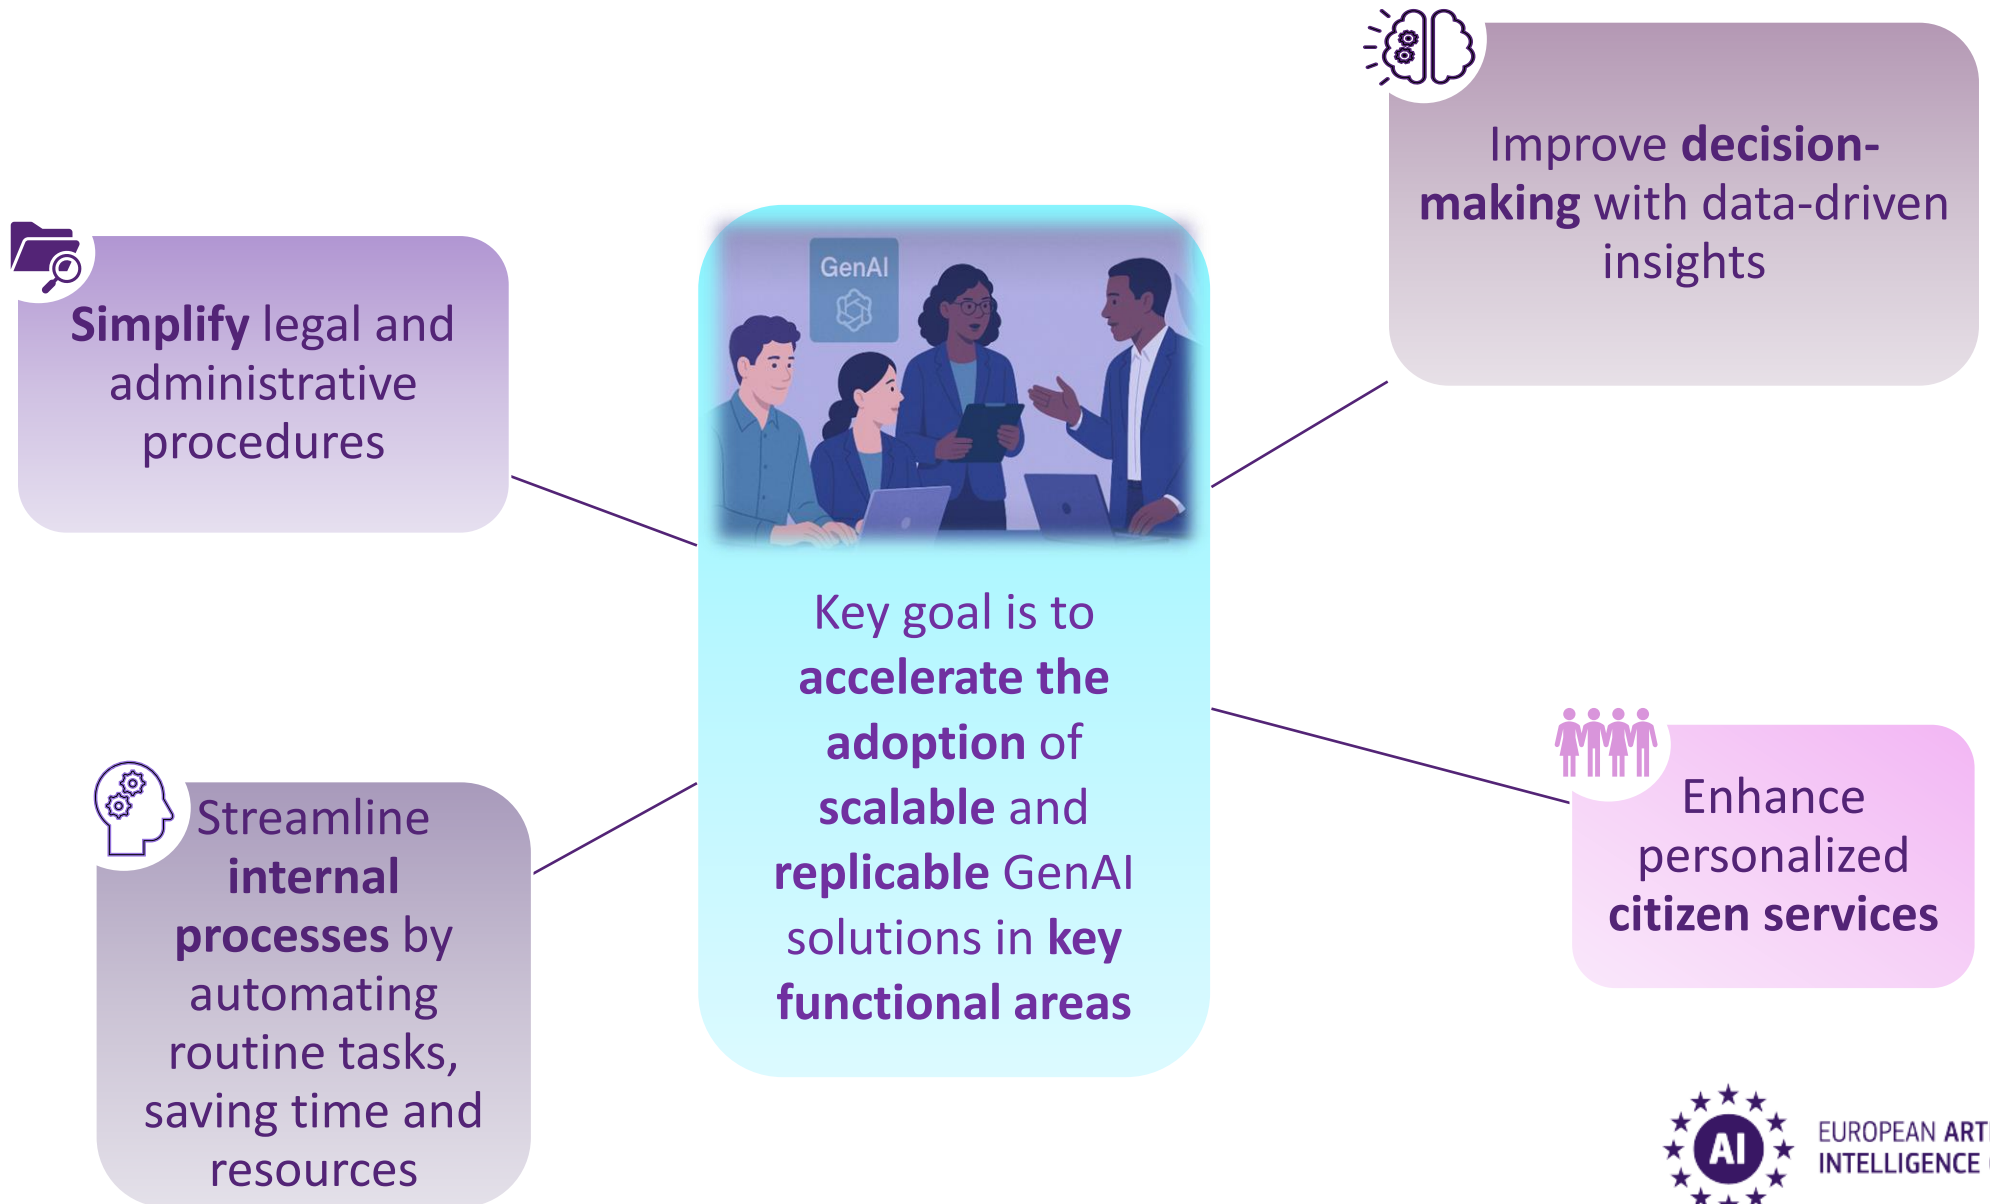 Simplify legal and
administrative
procedures
Streamline
internal
processes by
automating
routine tasks,
saving time and
resources
GenAI
Key goal is to
accelerate the
adoption of
scalable and
replicable GenAI
solutions in key
functional areas
Improve decision-
making with data-driven
insights
Enhance
personalized
citizen services
AI
EUROPEAN
INTELLIGENCE